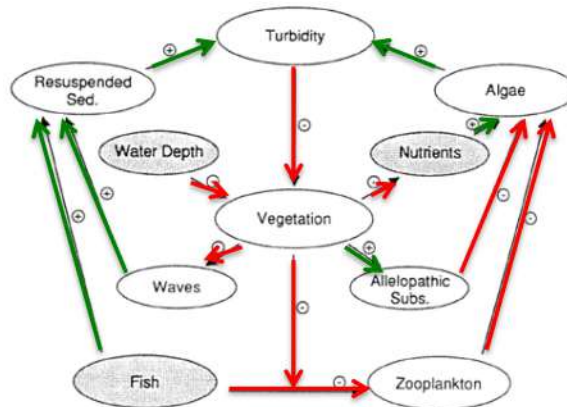 Turbidity
Resuspended
Sed.
Algae
Water Depth
Nutrients
Vegetation
Waves
Allelopathic
Subs.
Fish
Zooplankton